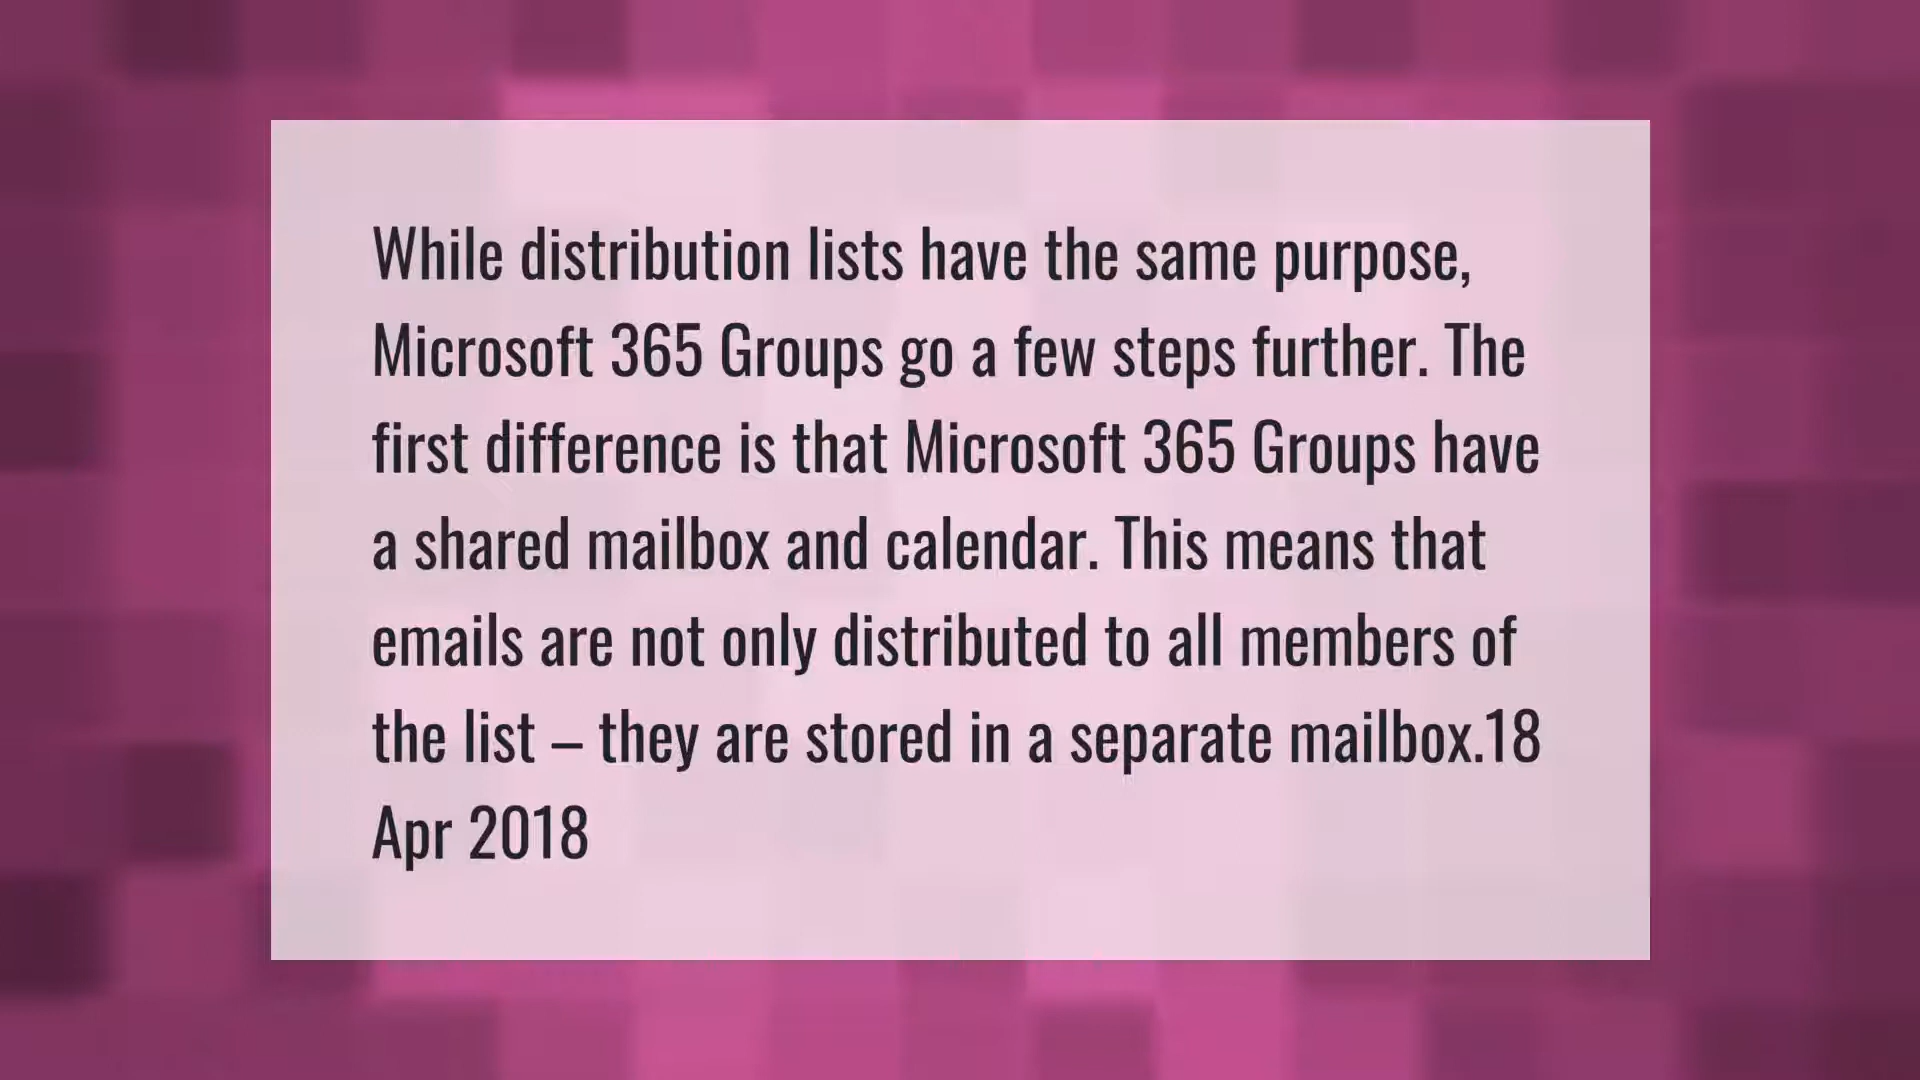 While distribution lists have the same purpose,
Microsoft 365 Groups go a few steps further. The
first difference is that Microsoft 365 Groups have
a shared mailbox and calendar. This means that
emails are not only distributed to all members of
the list – they are stored in a separate mailbox.18
Apr 2018